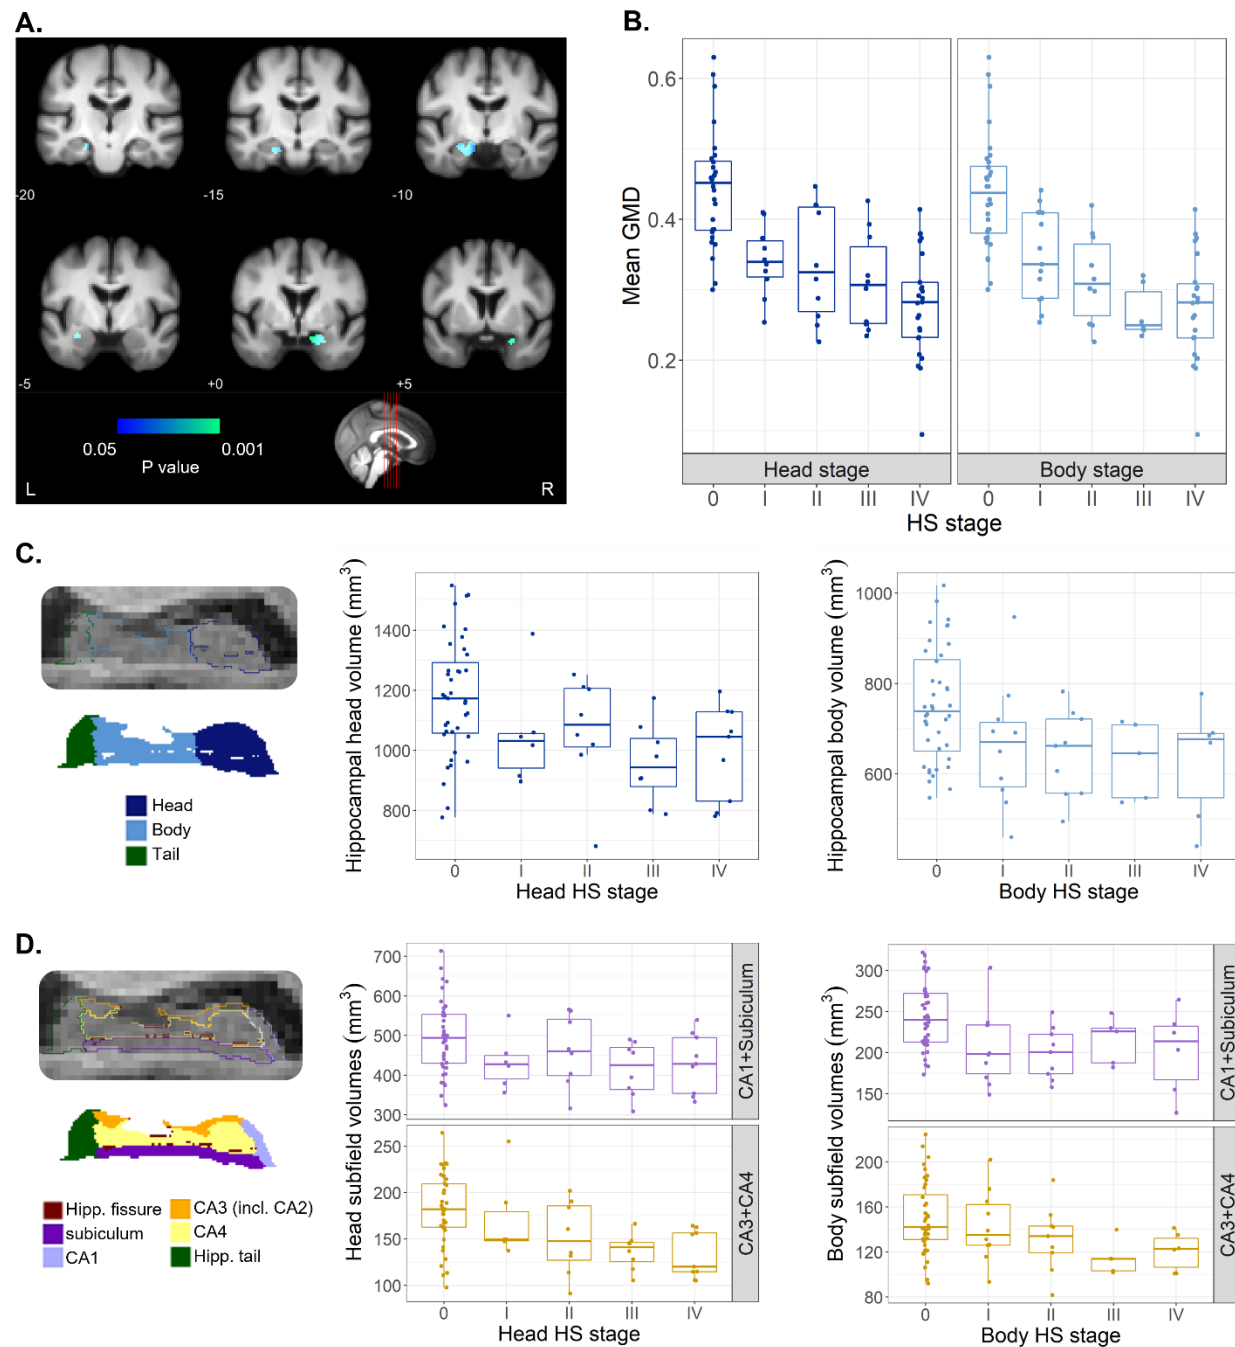 A.
-20
-15
-10
-5
+0
+5
0.05
0.001
P value
L
R
B.
Mean GMD
0.6
0.4
0.2
Head stage
Body stage
0
I
II
III
IV
0
I
II
III
IV
HS stage
C.
Head
Body
Tail
Hippocampal head volume (mm³)
1400
1200
1000
800
0
I
II
III
IV
Head HS stage
Hippocampal body volume (mm³)
1000
800
600
0
I
II
III
IV
Body HS stage
D.
Hipp. fissure
subiculum
CA1
CA3 (incl. CA2)
CA4
Hipp. tail
Head subfield volumes (mm³)
700
600
500
400
300
CA1+Subiculum
250
200
150
100
CA3+CA4
0
I
II
III
IV
Head HS stage
Body subfield volumes (mm³)
300
250
200
150
CA1+Subiculum
200
160
120
80
CA3+CA4
0
I
II
III
IV
Body HS stage